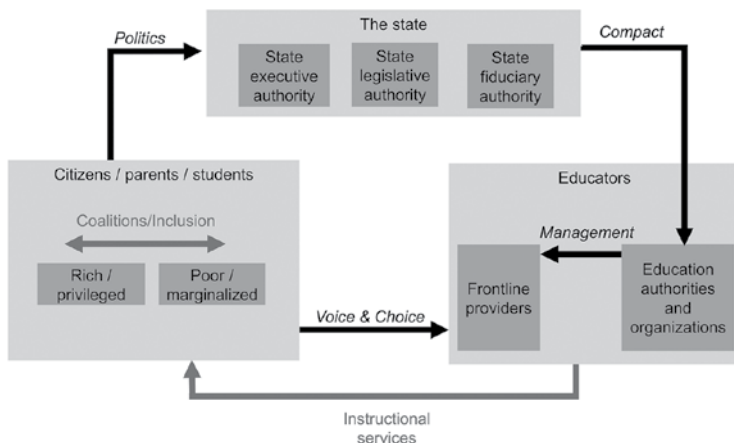 The state
Politics
Compact
State
executive
authority
State
legislative
authority
State
fiduciary
authority
Citizens / parents / students
Educators
Coalitions/Inclusion
Rich /
privileged
Poor /
marginalized
Management
Frontline
providers
Education
authorities
and
organizations
Voice & Choice
Instructional
services